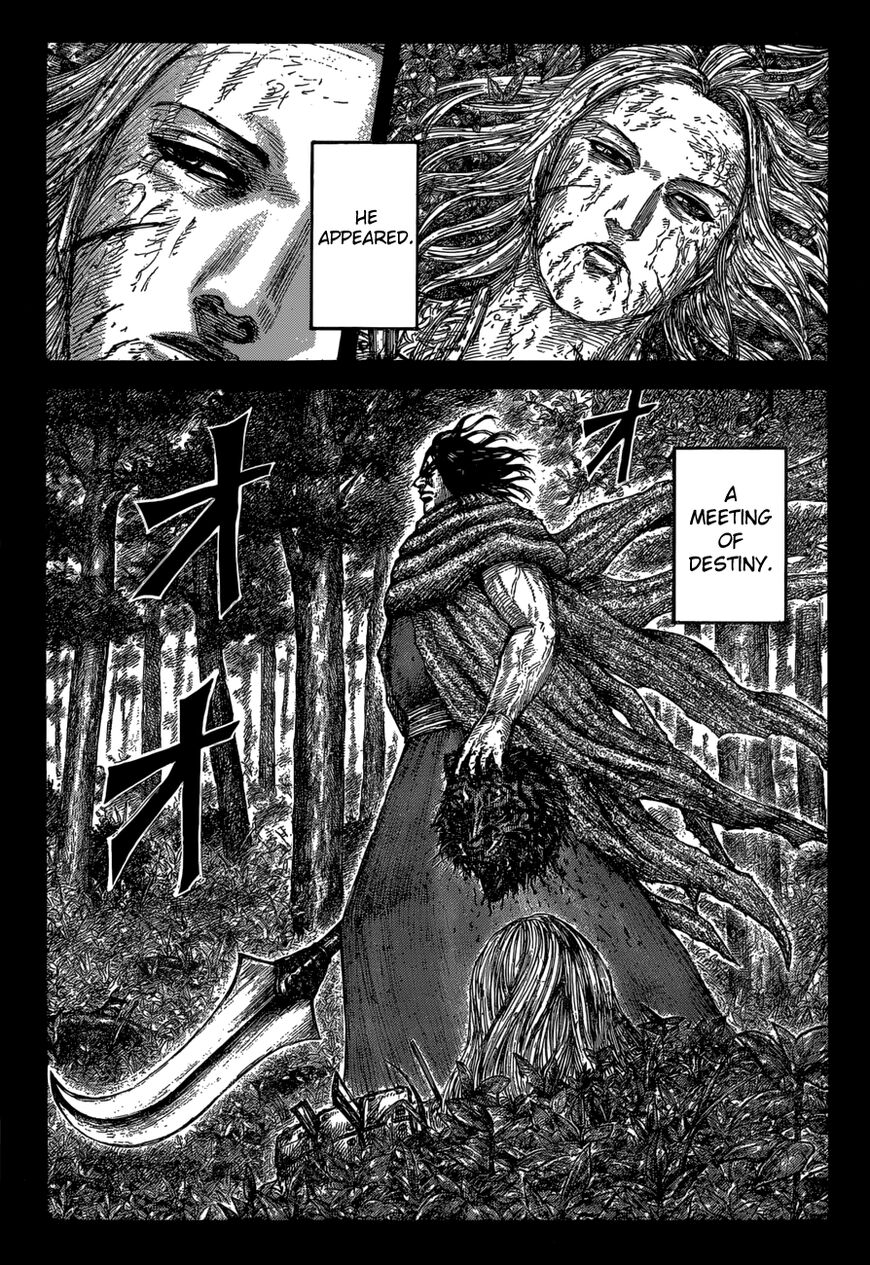 HE
APPEARED.
A
MEETING
OF
DESTINY.
オ
オ
オ